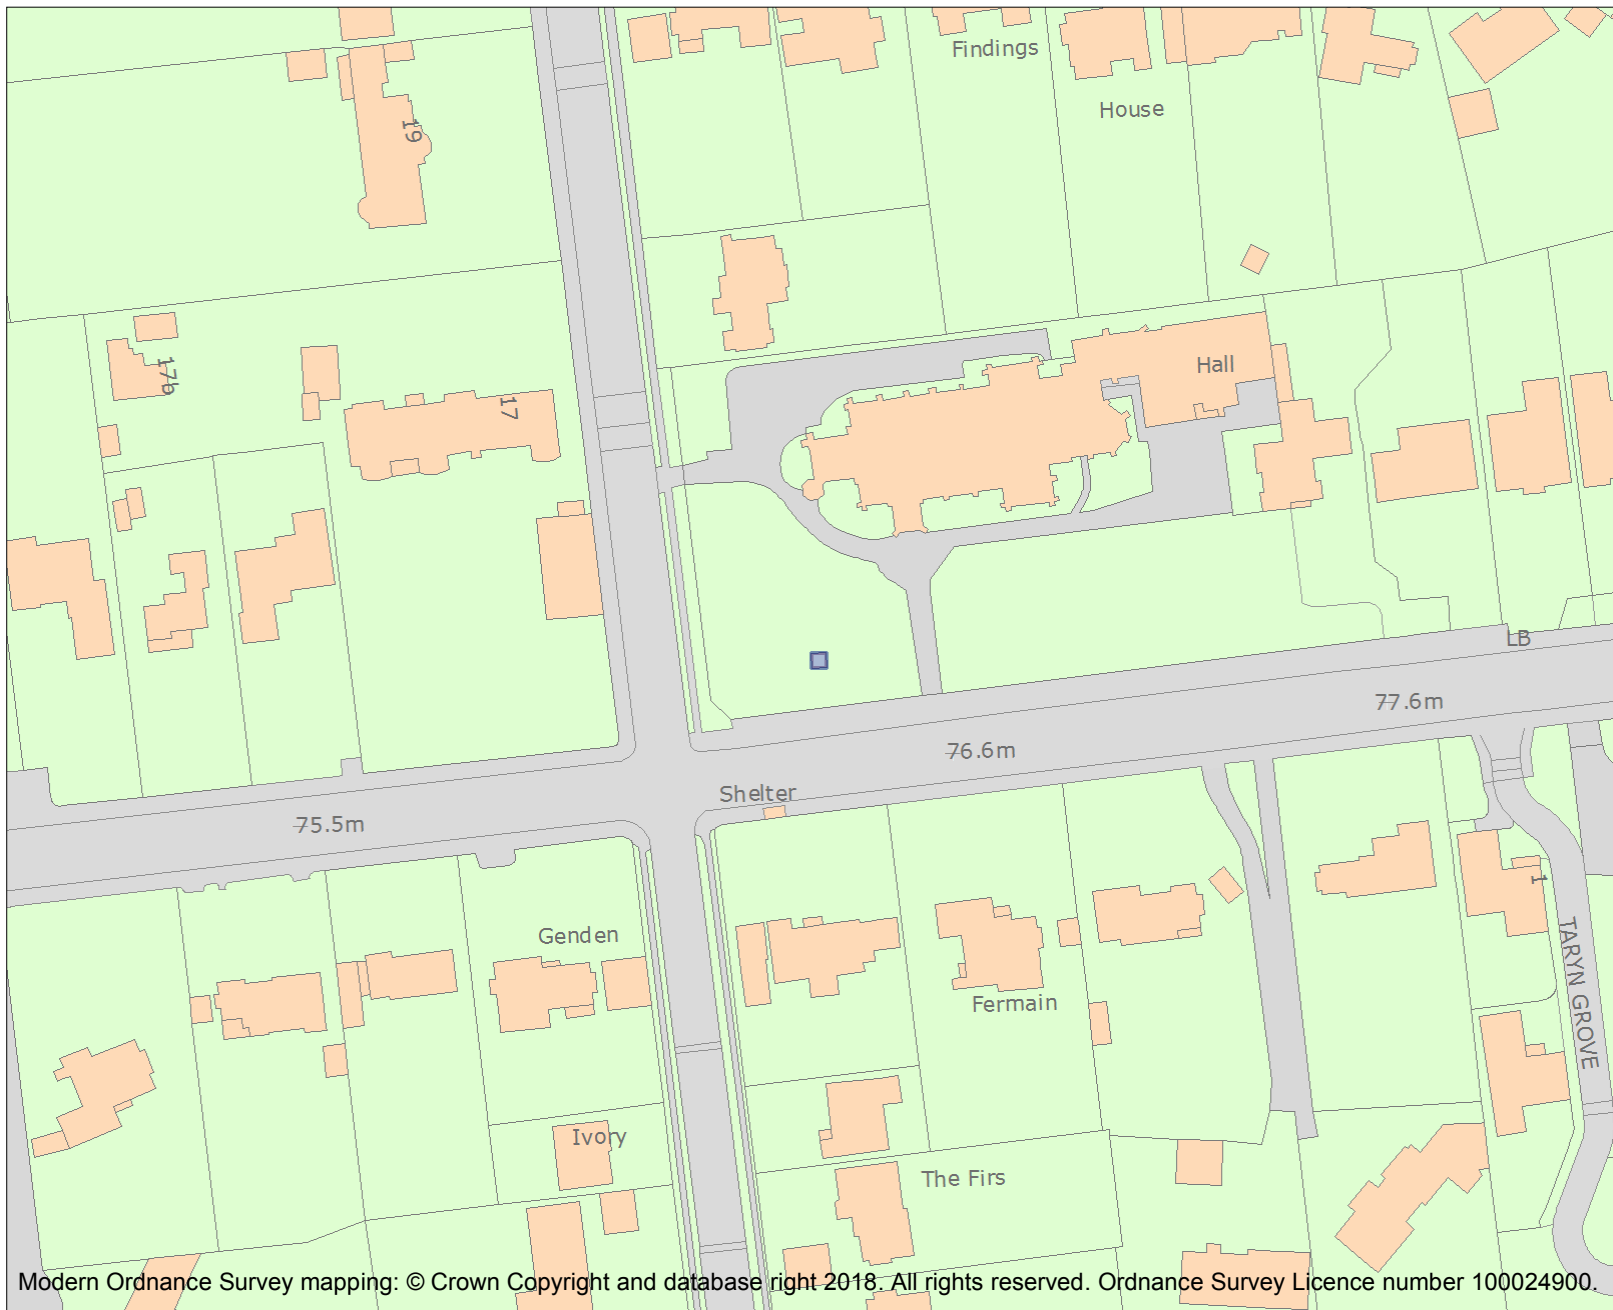 Findings
House
19
Hall
17b
17
LB
77.6m
76.6m
Shelter
75.5m
1
Genden
TARYN GROVE
Fermain
Ivory
The Firs
Modern Ordnance Survey mapping: © Crown Copyright and database right 2018. All rights reserved. Ordnance Survey Licence number 100024900.